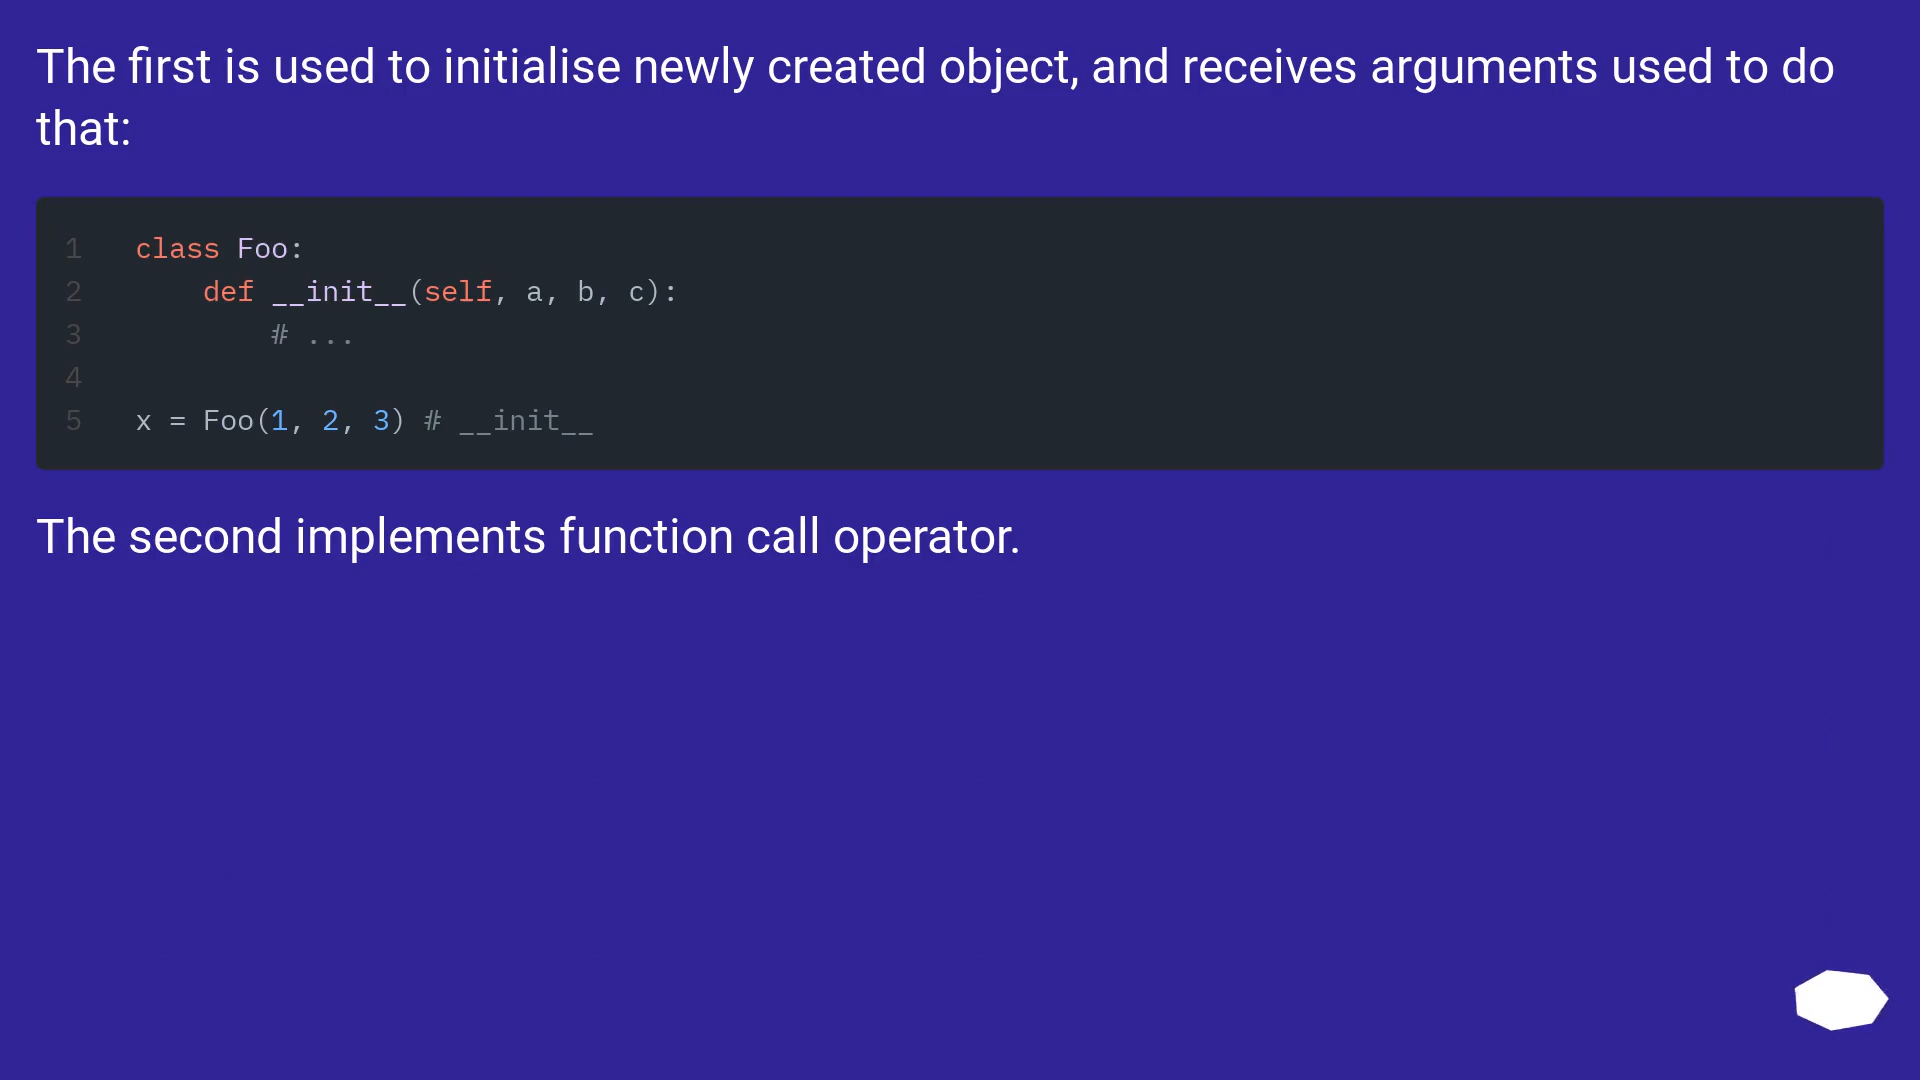 The first is used to initialise newly created object, and receives arguments used to do
that:
1 class Foo:
2     def __init__(self, a, b, c):
3         # ...
4
5 x = Foo(1, 2, 3) # __init__
The second implements function call operator.